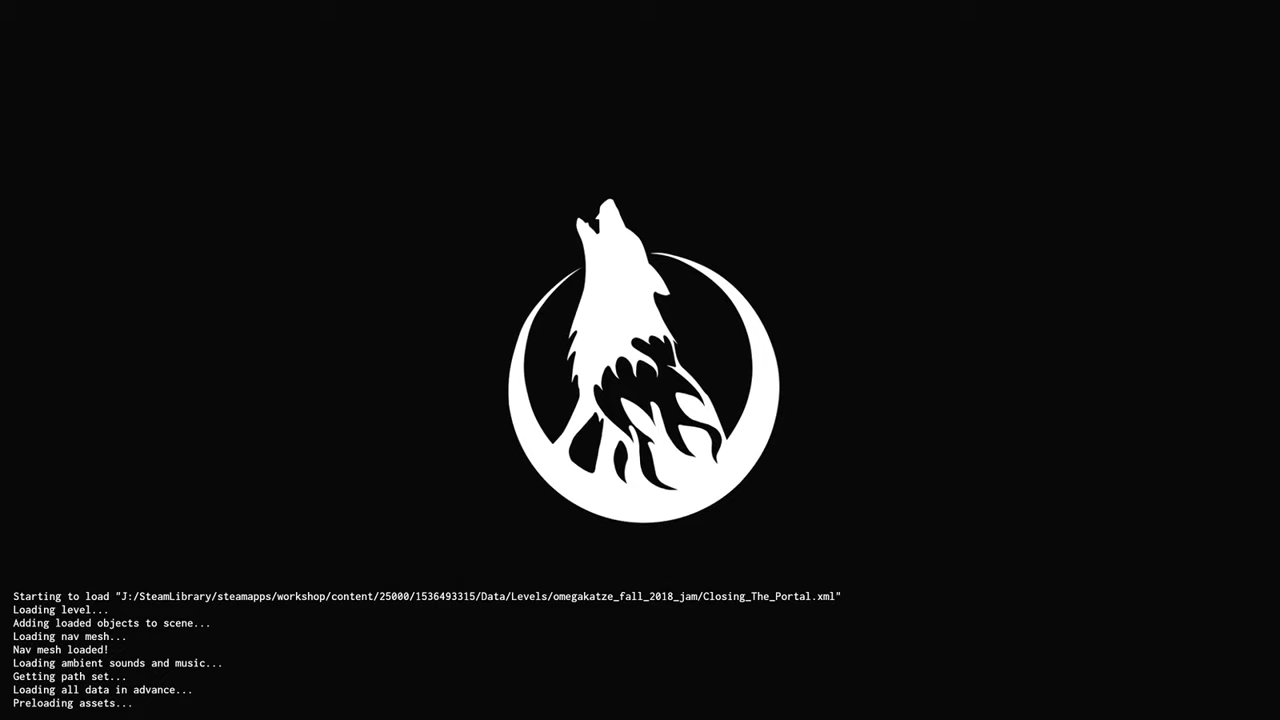 Starting to load "J:/SteamLibrary/steamapps/workshop/content/25000/1536493315/Data/Levels/omegakatze_fall_2018_jam/Closing_The_Portal.xml"
Loading level...
Adding loaded objects to scene...
Loading nav mesh...
Nav mesh loaded!
Loading ambient sounds and music...
Getting path set...
Loading all data in advance...
Preloading assets...